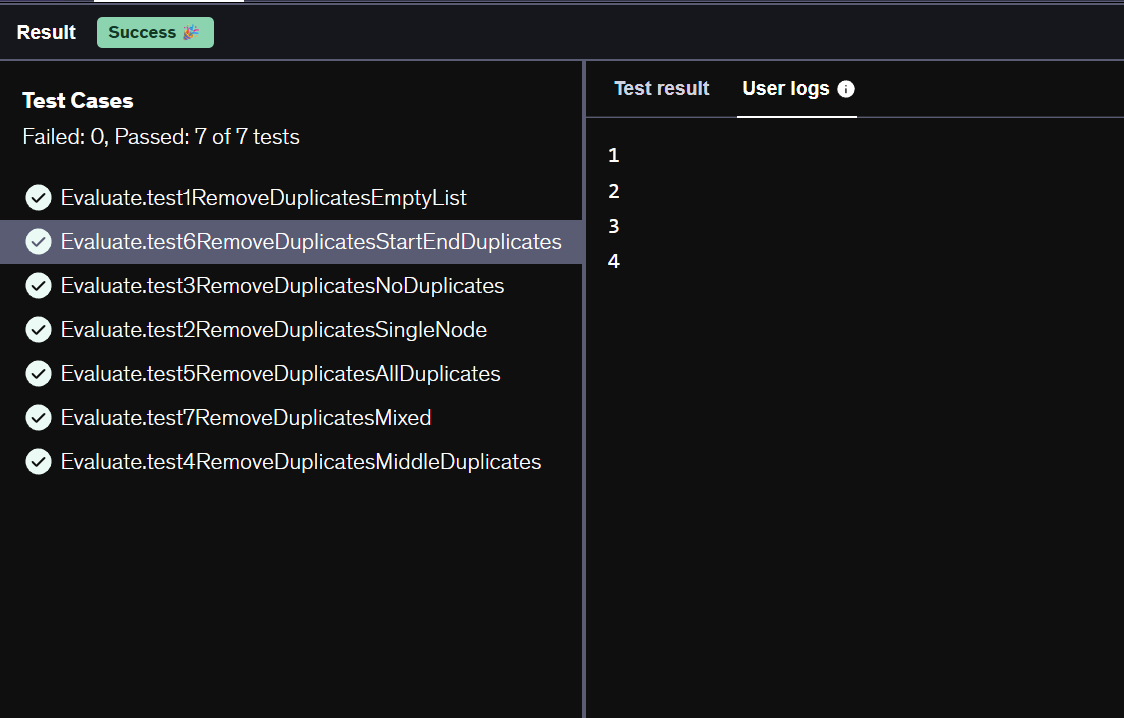 Result Success 🎉
Test Cases
Failed: 0, Passed: 7 of 7 tests
Evaluate.test1RemoveDuplicatesEmptyList
Evaluate.test6RemoveDuplicatesStartEndDuplicates
Evaluate.test3RemoveDuplicatesNoDuplicates
Evaluate.test2RemoveDuplicatesSingleNode
Evaluate.test5RemoveDuplicatesAllDuplicates
Evaluate.test7RemoveDuplicatesMixed
Evaluate.test4RemoveDuplicatesMiddleDuplicates
Test result User logs
1
2
3
4